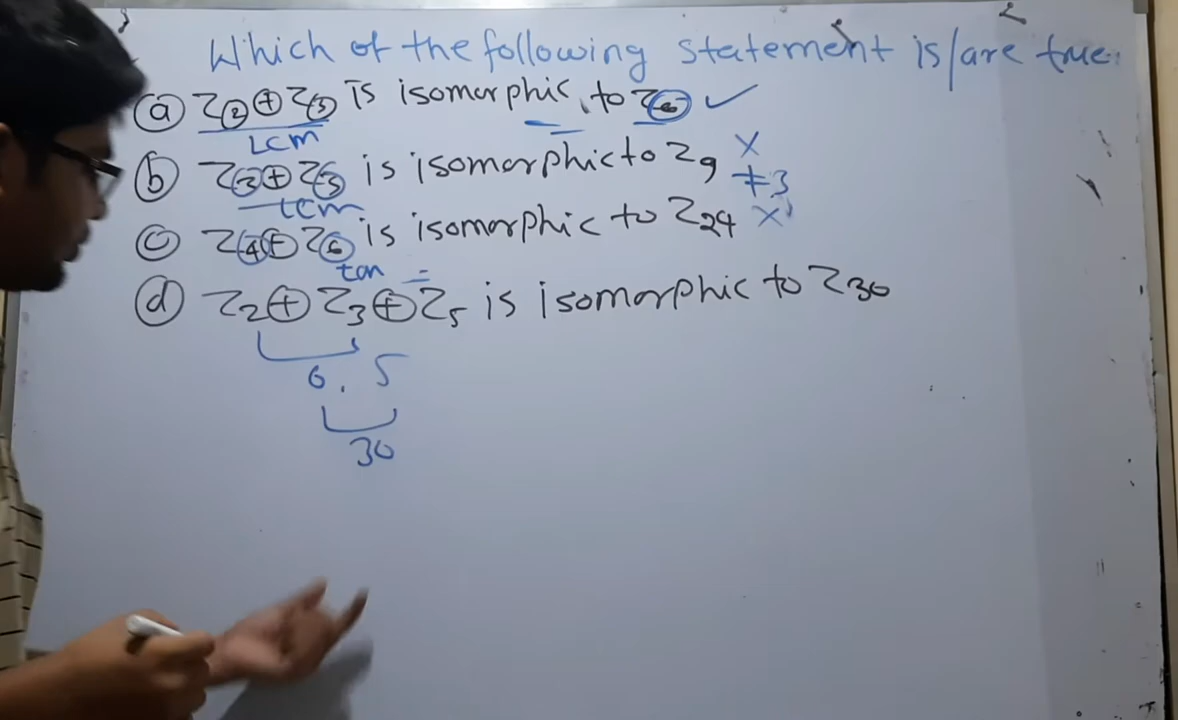 Which of the following statement is/are true.
ⓐ Z2 ⊕ Z3 is isomorphic to Z6 ✓
LCM
ⓑ Z3 ⊕ Z3 is isomorphic to Z9 ×
LCM ≠3
ⓒ Z4 ⊕ Z6 is isomorphic to Z24 ×
ⓓ Z2 ⊕ Z3 ⊕ Z5 is isomorphic to Z30
6, 5
30